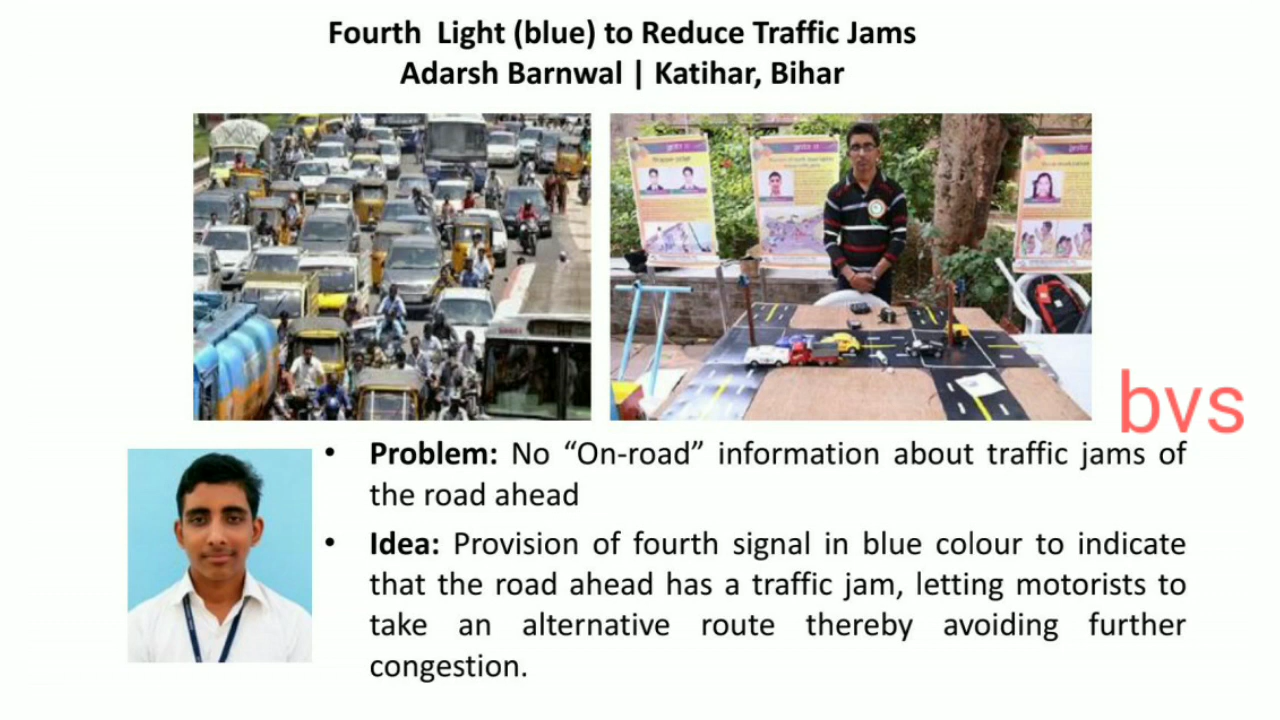 Fourth Light (blue) to Reduce Traffic Jams
Adarsh Barnwal | Katihar, Bihar
bvs
• Problem: No “On-road” information about traffic jams of
the road ahead
• Idea: Provision of fourth signal in blue colour to indicate
that the road ahead has a traffic jam, letting motorists to
take an alternative route thereby avoiding further
congestion.